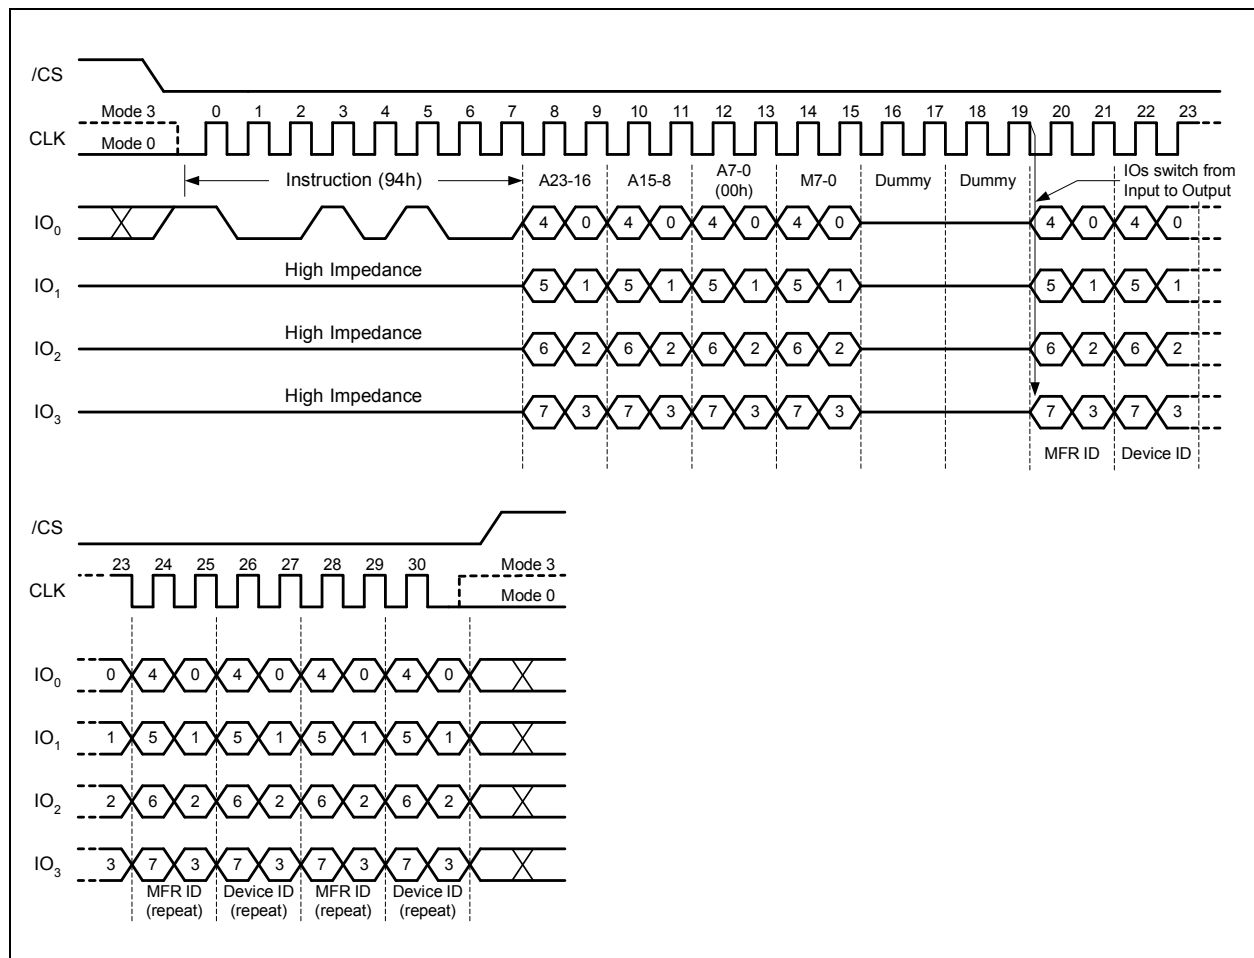 /CS
Mode 3 0 1 2 3 4 5 6 7 8 9 10 11 12 13 14 15 16 17 18 19 20 21 22 23
CLK Mode 0
Instruction (94h) A23-16 A15-8 A7-0 (00h) M7-0 Dummy Dummy IOs switch from Input to Output
IO0 4 0 4 0 4 0 4 0 4 0 4 0
High Impedance
IO1 5 1 5 1 5 1 5 1 5 1 5 1
High Impedance
IO2 6 2 6 2 6 2 6 2 6 2 6 2
High Impedance
IO3 7 3 7 3 7 3 7 3 7 3 7 3
MFR ID Device ID
/CS
23 24 25 26 27 28 29 30 Mode 3
CLK Mode 0
IO0 0 4 0 4 0 4 0 4 0
IO1 1 5 1 5 1 5 1 5 1
IO2 2 6 2 6 2 6 2 6 2
IO3 3 7 3 7 3 7 3 7 3
MFR ID Device ID MFR ID Device ID
(repeat) (repeat) (repeat) (repeat)